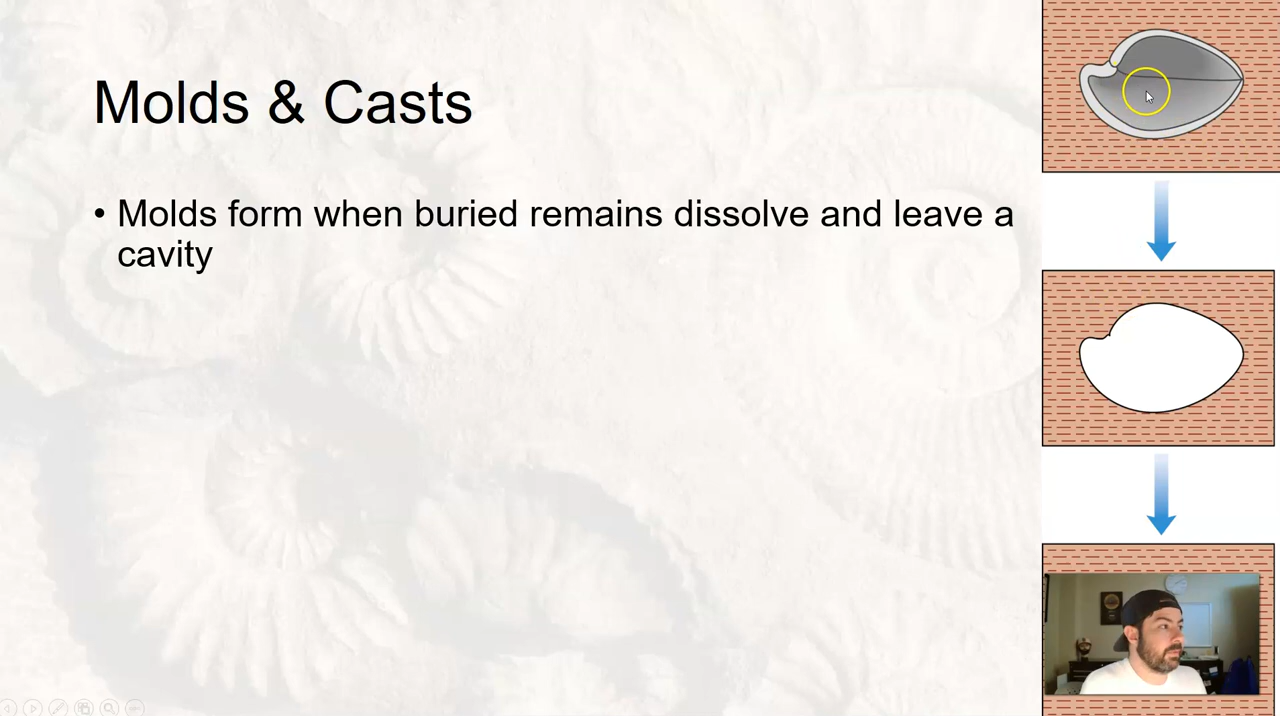 Molds & Casts
• Molds form when buried remains dissolve and leave a
cavity